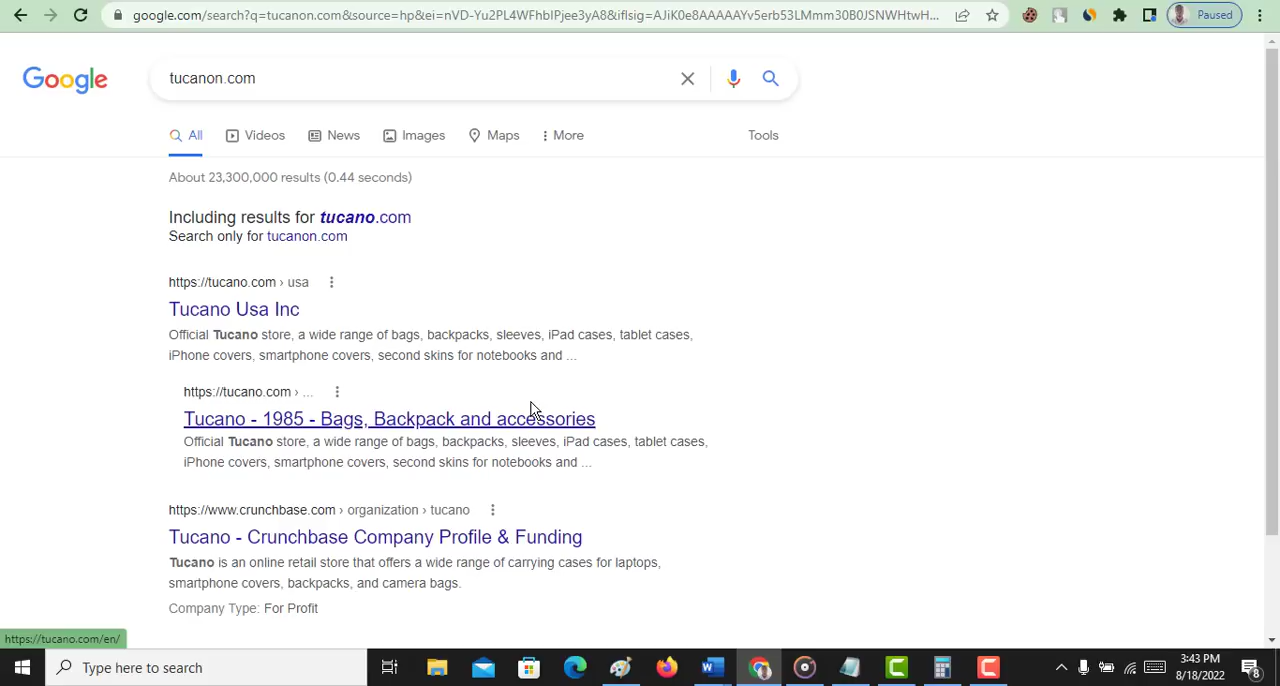 google.com/search?q=tucanon.com&source=hp&ei=nVD-Yu2PL4WFhbIPjee3yA8&iflsig=AJiK0e8AAAAAYv5erb53LMmm30B0JSNWHtwH...
Paused
Google
tucanon.com
All
Videos
News
Images
Maps
More
Tools
About 23,300,000 results (0.44 seconds)
Including results for tucano.com
Search only for tucanon.com
https://tucano.com › usa
Tucano Usa Inc
Official Tucano store, a wide range of bags, backpacks, sleeves, iPad cases, tablet cases,
iPhone covers, smartphone covers, second skins for notebooks and ...
https://tucano.com › ...
Tucano - 1985 - Bags, Backpack and accessories
Official Tucano store, a wide range of bags, backpacks, sleeves, iPad cases, tablet cases,
iPhone covers, smartphone covers, second skins for notebooks and ...
https://www.crunchbase.com › organization › tucano
Tucano - Crunchbase Company Profile & Funding
Tucano is an online retail store that offers a wide range of carrying cases for laptops,
smartphone covers, backpacks, and camera bags.
Company Type: For Profit
https://tucano.com/en/
Type here to search
3:43 PM
8/18/2022
8